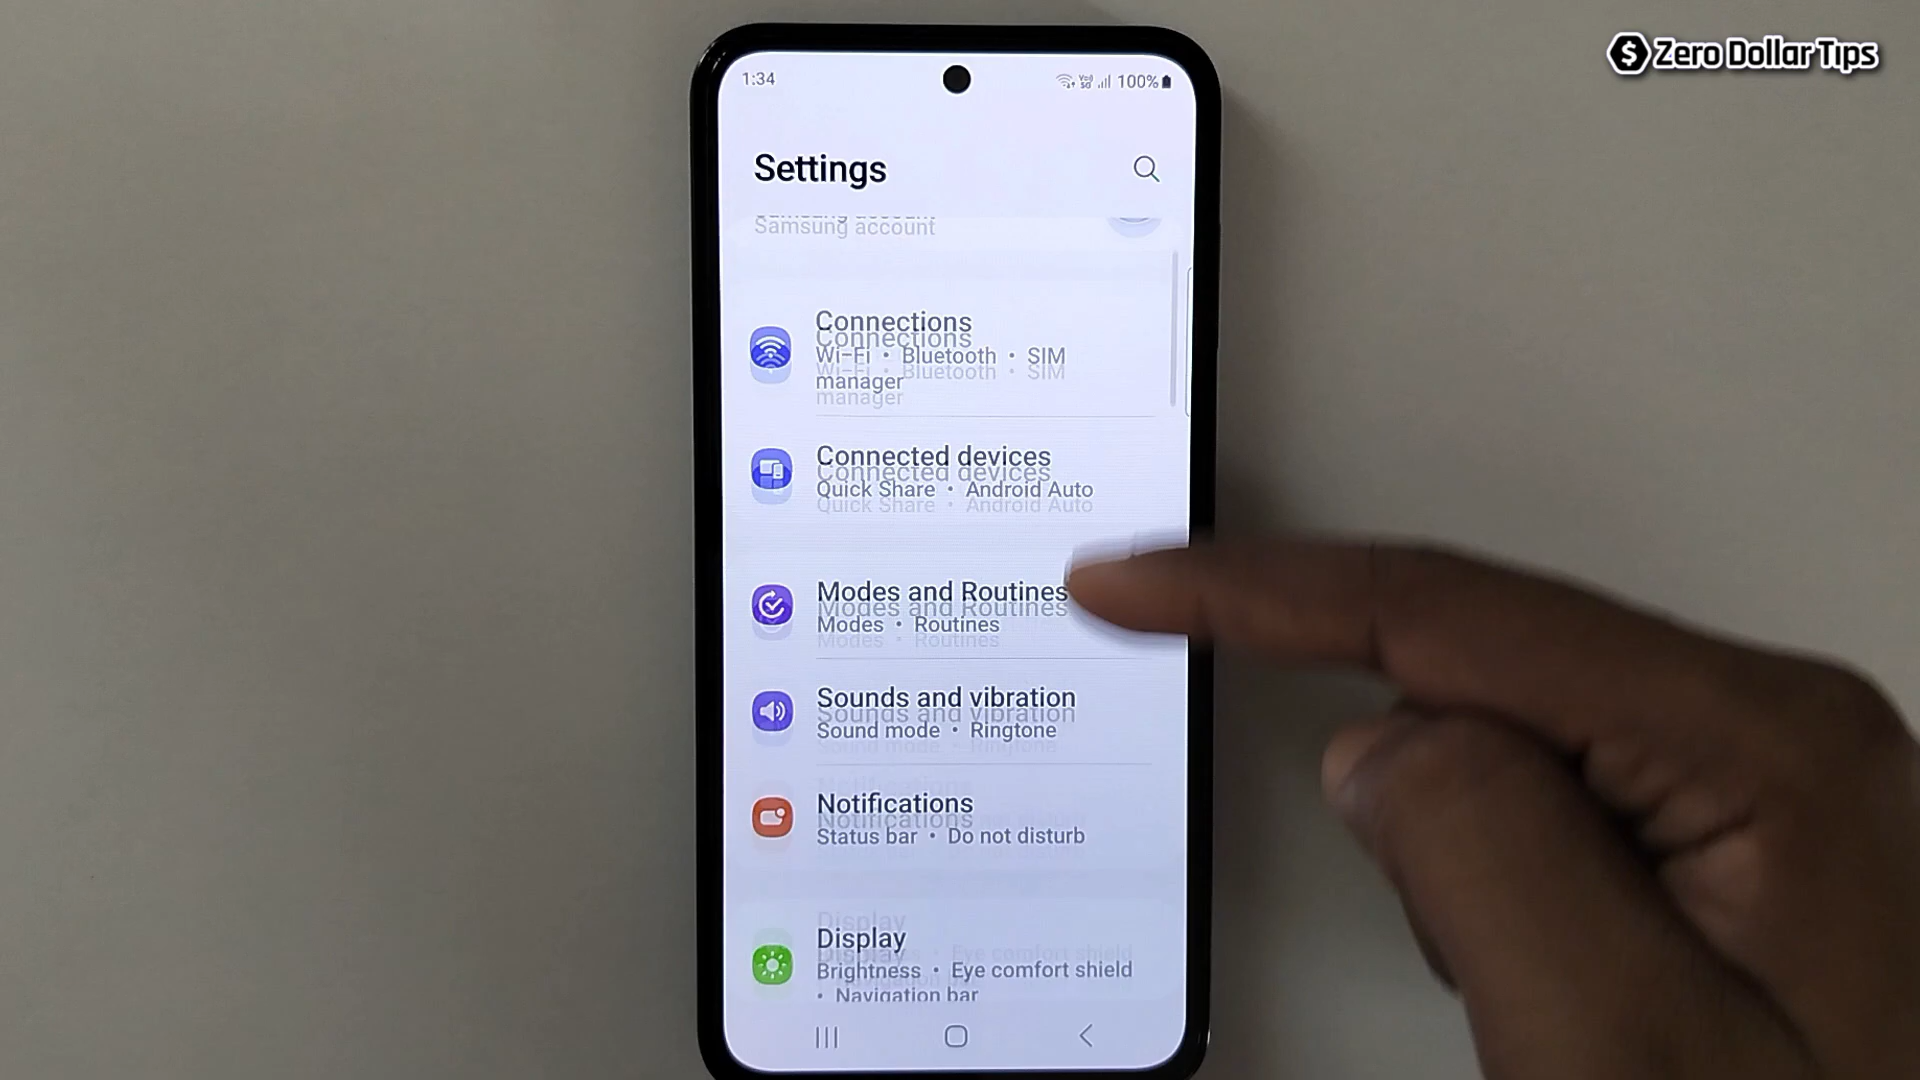 Zero Dollar Tips
1:34
100%
Settings
Samsung account
Connections
Wi-Fi • Bluetooth • SIM
manager
Connected devices
Quick Share • Android Auto
Modes and Routines
Modes • Routines
Sounds and vibration
Sound mode • Ringtone
Notifications
Status bar • Do not disturb
Display
Brightness • Eye comfort shield
• Navigation bar